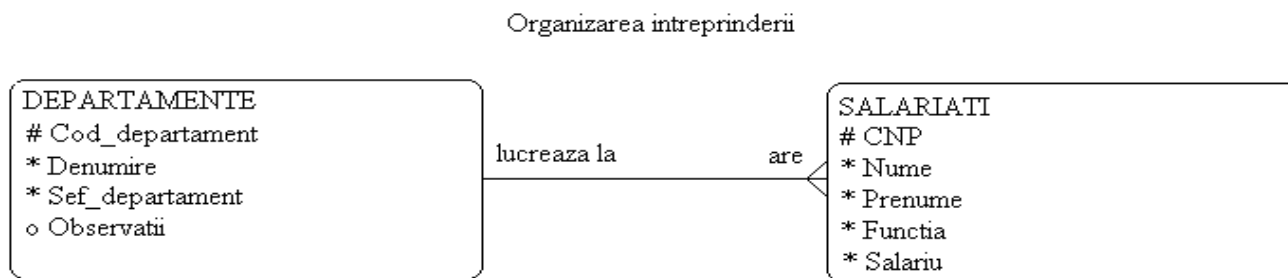 Organizarea intreprinderii
DEPARTAMENTE
# Cod_departament
* Denumire
* Sef_departament
o Observatii
lucreaza la
are
SALARIATI
# CNP
* Nume
* Prenume
* Functia
* Salariu